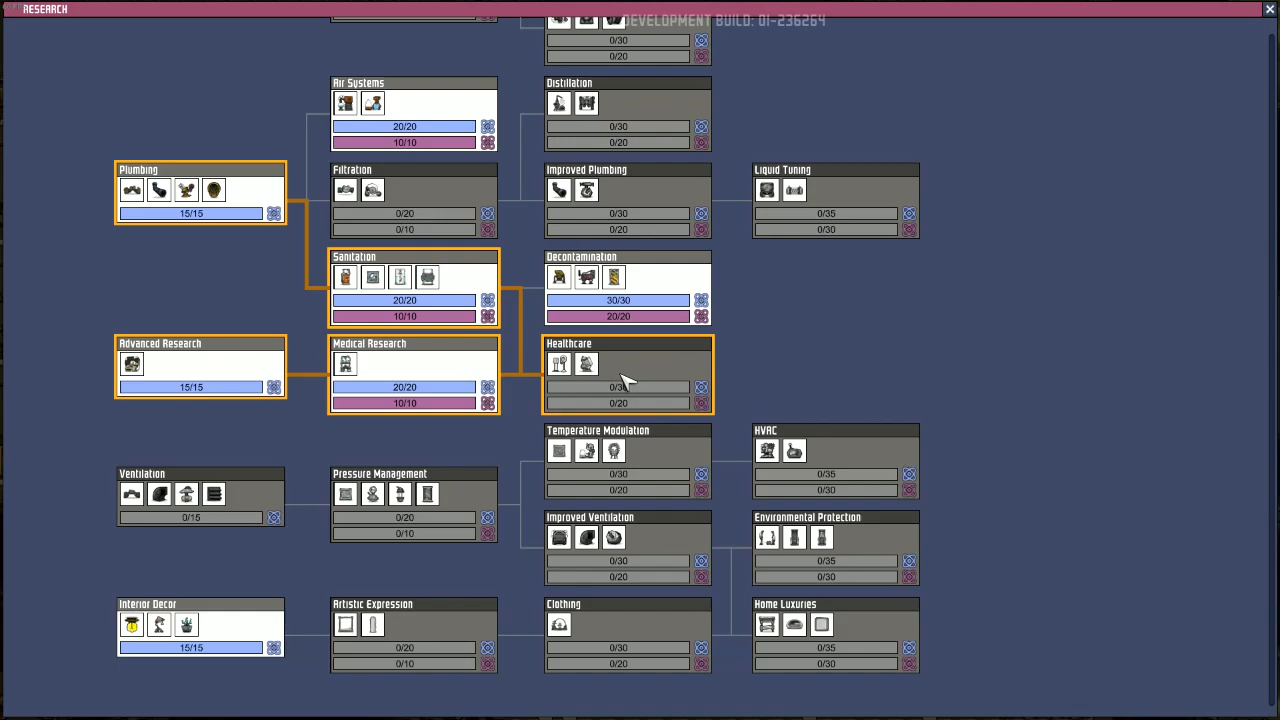 RESEARCH
DEVELOPMENT BUILD: 01-236264
0/30
0/20
Air Systems
20/20
10/10
Distillation
0/30
0/20
Plumbing
15/15
Filtration
0/20
0/10
Improved Plumbing
0/30
0/20
Liquid Tuning
0/35
0/30
Sanitation
20/20
10/10
Decontamination
30/30
20/20
Advanced Research
15/15
Medical Research
20/20
10/10
Healthcare
0/30
0/20
Temperature Modulation
0/30
0/20
HVAC
0/35
0/30
Ventilation
0/15
Pressure Management
0/20
0/10
Improved Ventilation
0/30
0/20
Environmental Protection
0/35
0/30
Interior Decor
15/15
Artistic Expression
0/20
0/10
Clothing
0/30
0/20
Home Luxuries
0/35
0/30